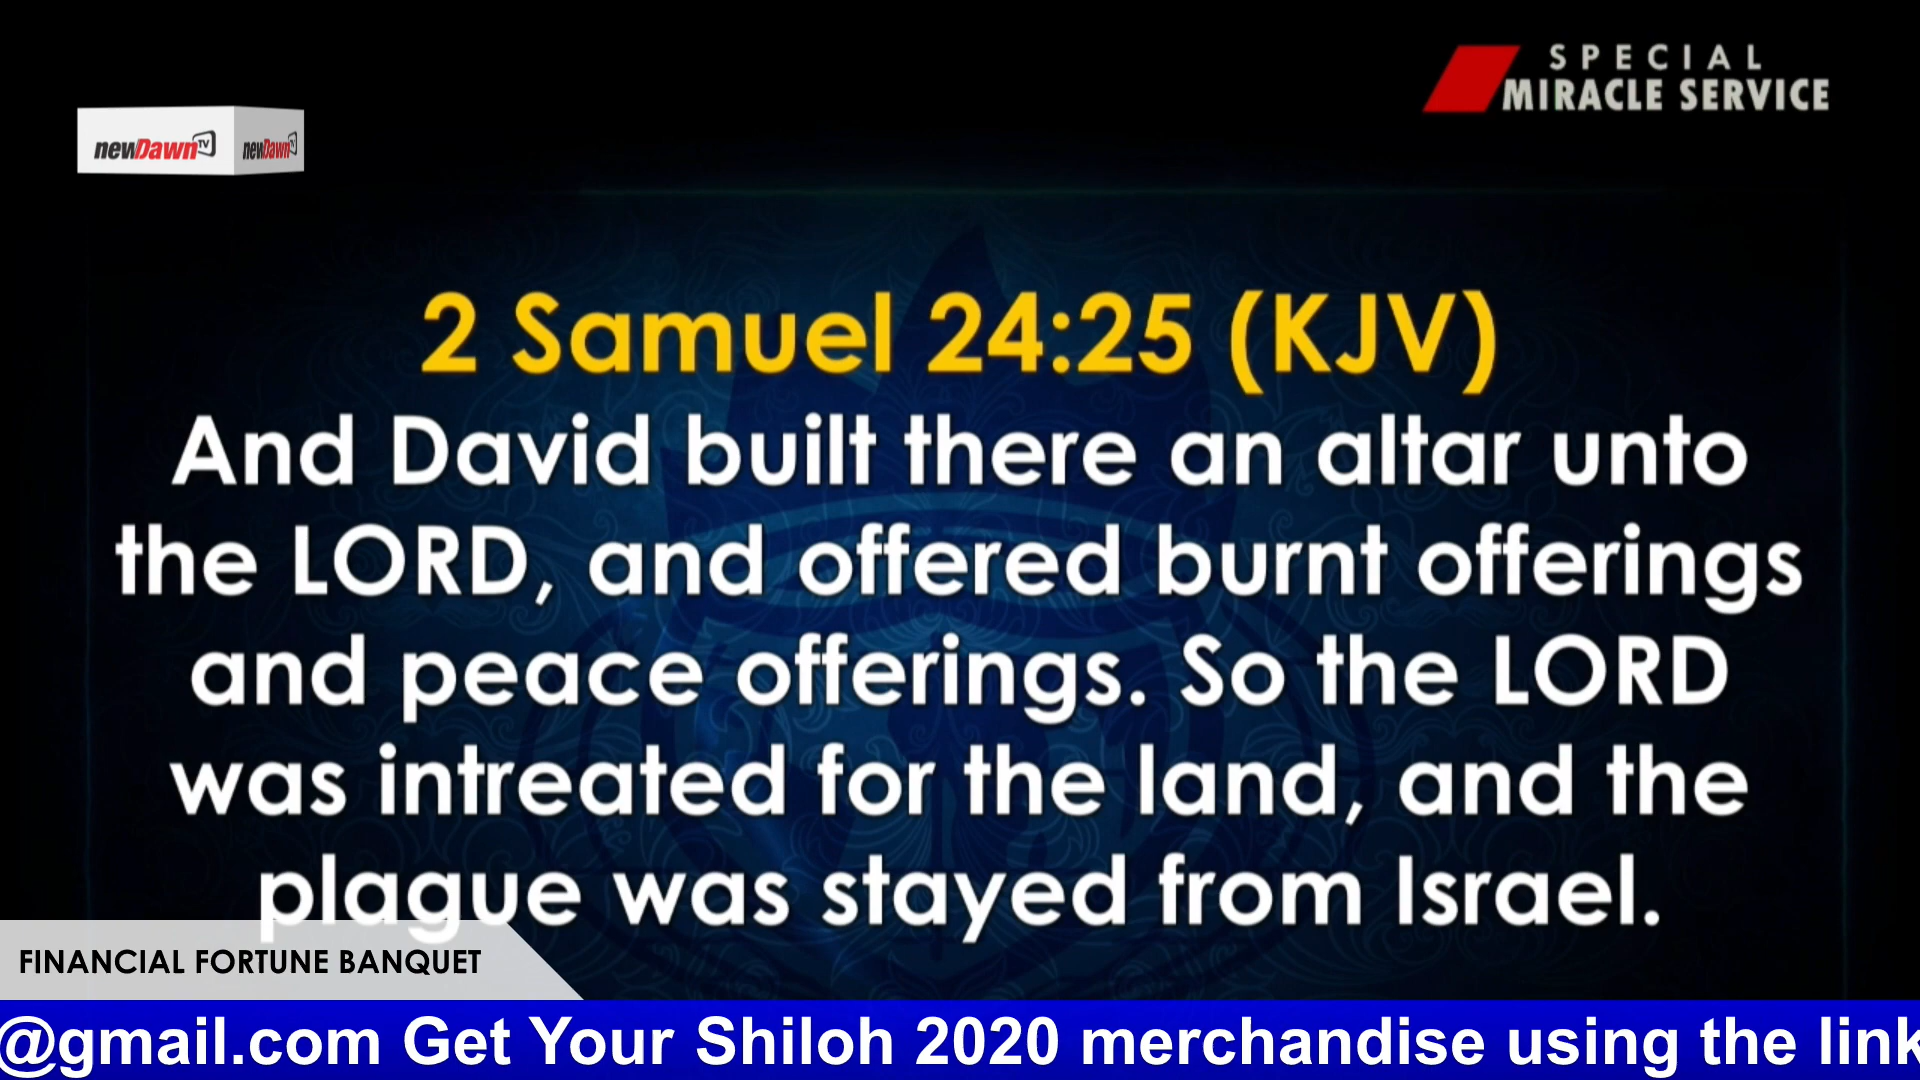 SPECIAL
MIRACLE SERVICE
newDawn TV
newDawn
2 Samuel 24:25 (KJV)
And David built there an altar unto
the LORD, and offered burnt offerings
and peace offerings. So the LORD
was intreated for the land, and the
plague was stayed from Israel.
FINANCIAL FORTUNE BANQUET
@gmail.com Get Your Shiloh 2020 merchandise using the link